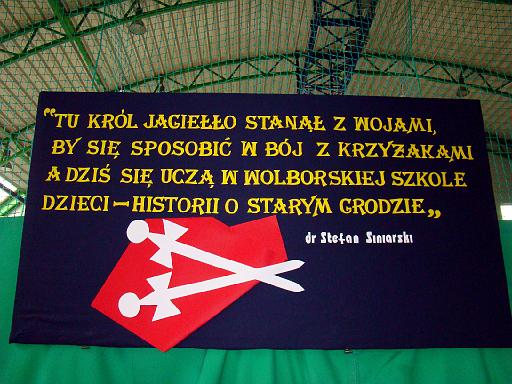 "TU KRÓL JAGIEŁŁO STANĄŁ Z WOJAMI,
BY SIĘ SPOSOBIĆ W BÓJ Z KRZYŻAKAMI
A DZIŚ SIĘ UCZĄ W WOLBORSKIEJ SZKOLE
DZIECI – HISTORII O STARYM GRODZIE„
dr Stefan Siniarski